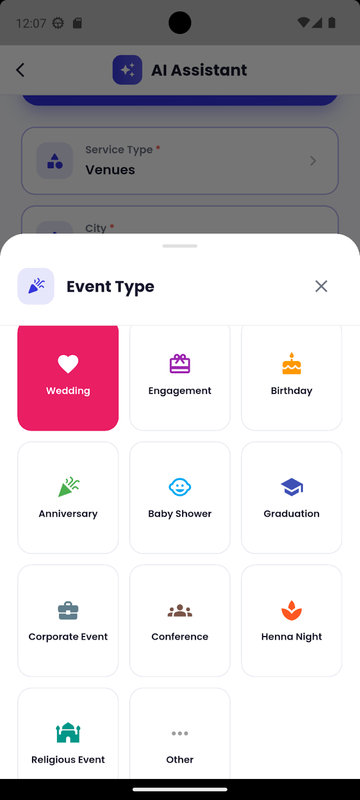 12:07
AI Assistant
Service Type *
Venues
City *
Event Type
Wedding
Engagement
Birthday
Anniversary
Baby Shower
Graduation
Corporate Event
Conference
Henna Night
Religious Event
Other